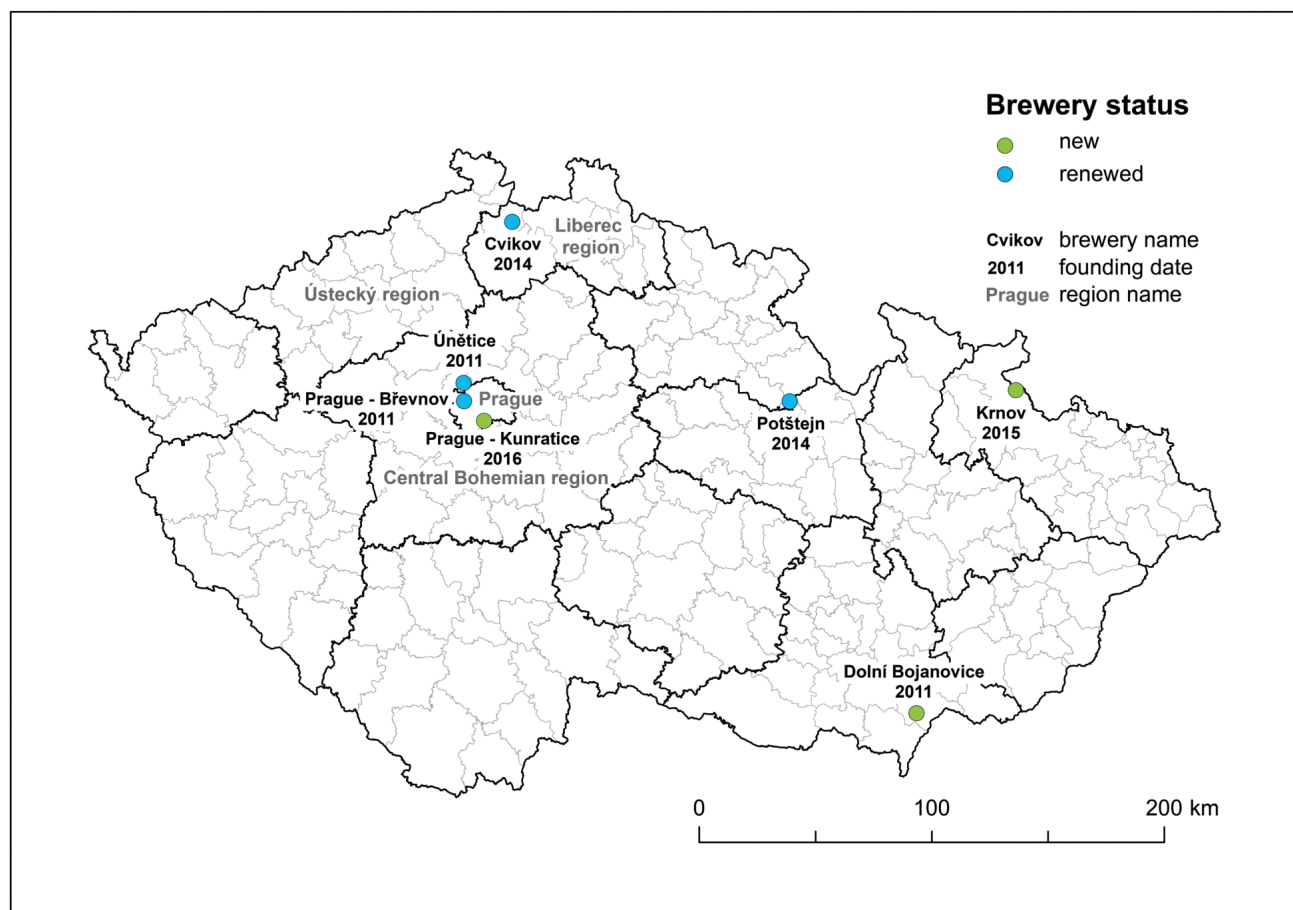 Brewery status
new
renewed
Cvikov brewery name
2011 founding date
Prague region name
Liberec
region
Cvikov
2014
Ústecký region
Únětice
2011
Prague - Břevnov
2011
Prague
Prague - Kunratice
2016
Central Bohemian region
Potštejn
2014
Krnov
2015
Dolní Bojanovice
2011
0 100 200 km